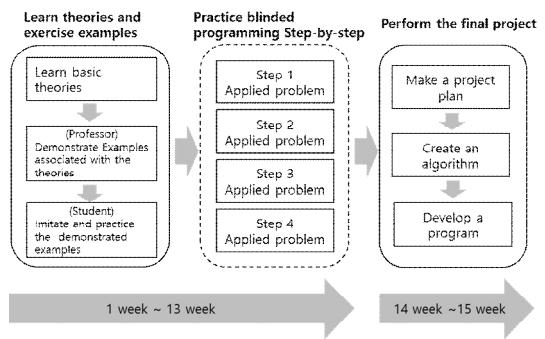 Learn theories and
exercise examples
Learn basic
theories
(Professor)
Demonstrate Examples
associated with the
theories
(Student)
Imitate and practice
the demonstrated
examples
Practice blinded
programming Step-by-step
Step 1
Applied problem
Step 2
Applied problem
Step 3
Applied problem
Step 4
Applied problem
Perform the final project
Make a project
plan
Create an
algorithm
Develop a
program
1 week ~ 13 week
14 week ~15 week